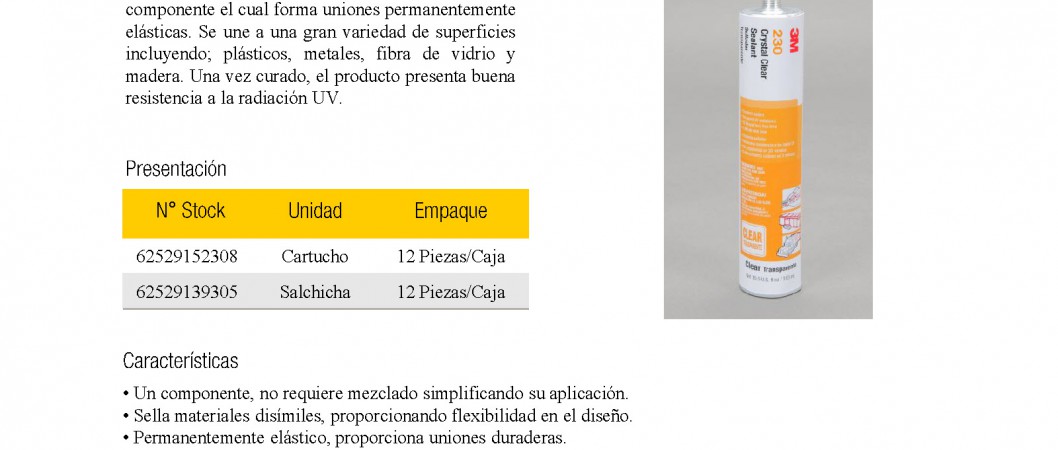 componente el cual forma uniones permanentemente
elásticas. Se une a una gran variedad de superficies
incluyendo; plásticos, metales, fibra de vidrio y
madera. Una vez curado, el producto presenta buena
resistencia a la radiación UV.
3M
230
Crystal Clear
Sealant
CLEAR
Clear Transparente
Presentación
N° Stock Unidad Empaque
62529152308 Cartucho 12 Piezas/Caja
62529139305 Salchicha 12 Piezas/Caja
Características
• Un componente, no requiere mezclado simplificando su aplicación.
• Sella materiales disímiles, proporcionando flexibilidad en el diseño.
• Permanentemente elástico, proporciona uniones duraderas.